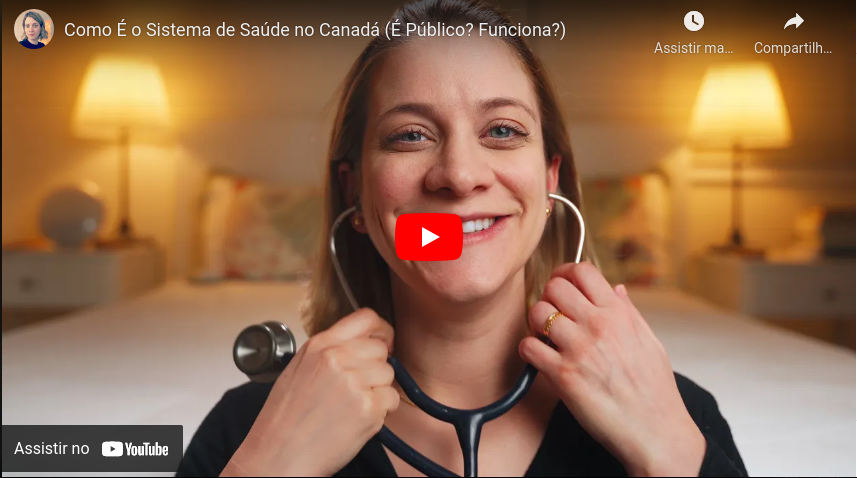 Como É o Sistema de Saúde no Canadá (É Público? Funciona?)
Assistir ma...
Compartilh...
Assistir no YouTube